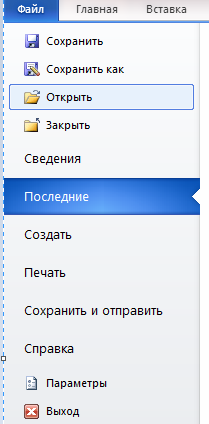 Файл Главная Вставка
Сохранить
Сохранить как
Открыть
Закрыть
Сведения
Последние
Создать
Печать
Сохранить и отправить
Справка
Параметры
Выход